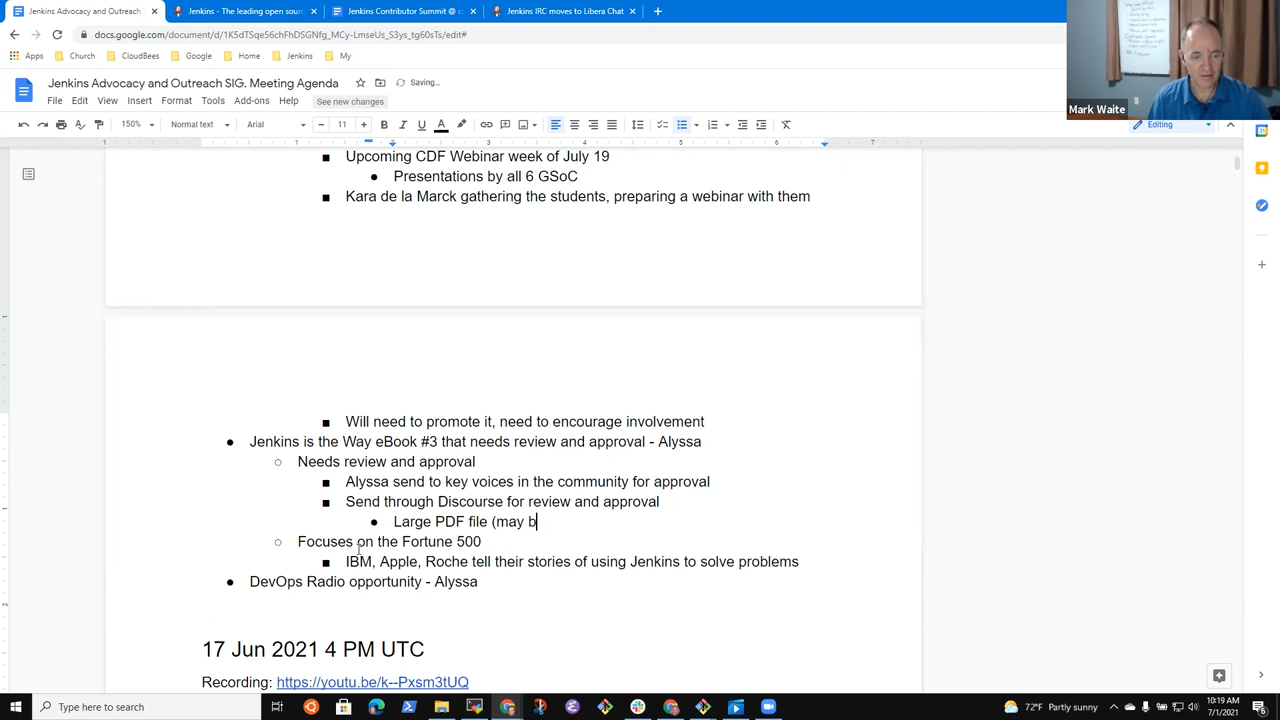 Jenkins Advocacy and Outreach S
Jenkins - The leading open sour
Jenkins Contributor Summit @ c
Jenkins IRC moves to Libera Chat
Apps
Church
CloudBees
Google
Home
Jenkins
My
Jenkins Advocacy and Outreach SIG. Meeting Agenda
Saving...
File Edit View Insert Format Tools Add-ons Help
See new changes
Mark Waite
150%
Normal text
Arial
11
Editing
1 2 3 4 5 6 7
Upcoming CDF Webinar week of July 19
Presentations by all 6 GSoC
Kara de la Marck gathering the students, preparing a webinar with them
Will need to promote it, need to encourage involvement
Jenkins is the Way eBook #3 that needs review and approval - Alyssa
Needs review and approval
Alyssa send to key voices in the community for approval
Send through Discourse for review and approval
Large PDF file (may b
Focuses on the Fortune 500
IBM, Apple, Roche tell their stories of using Jenkins to solve problems
DevOps Radio opportunity - Alyssa
17 Jun 2021 4 PM UTC
Recording: https://youtu.be/k--Pxsm3tUQ
Type here to search
72°F Partly sunny
10:19 AM
7/1/2021